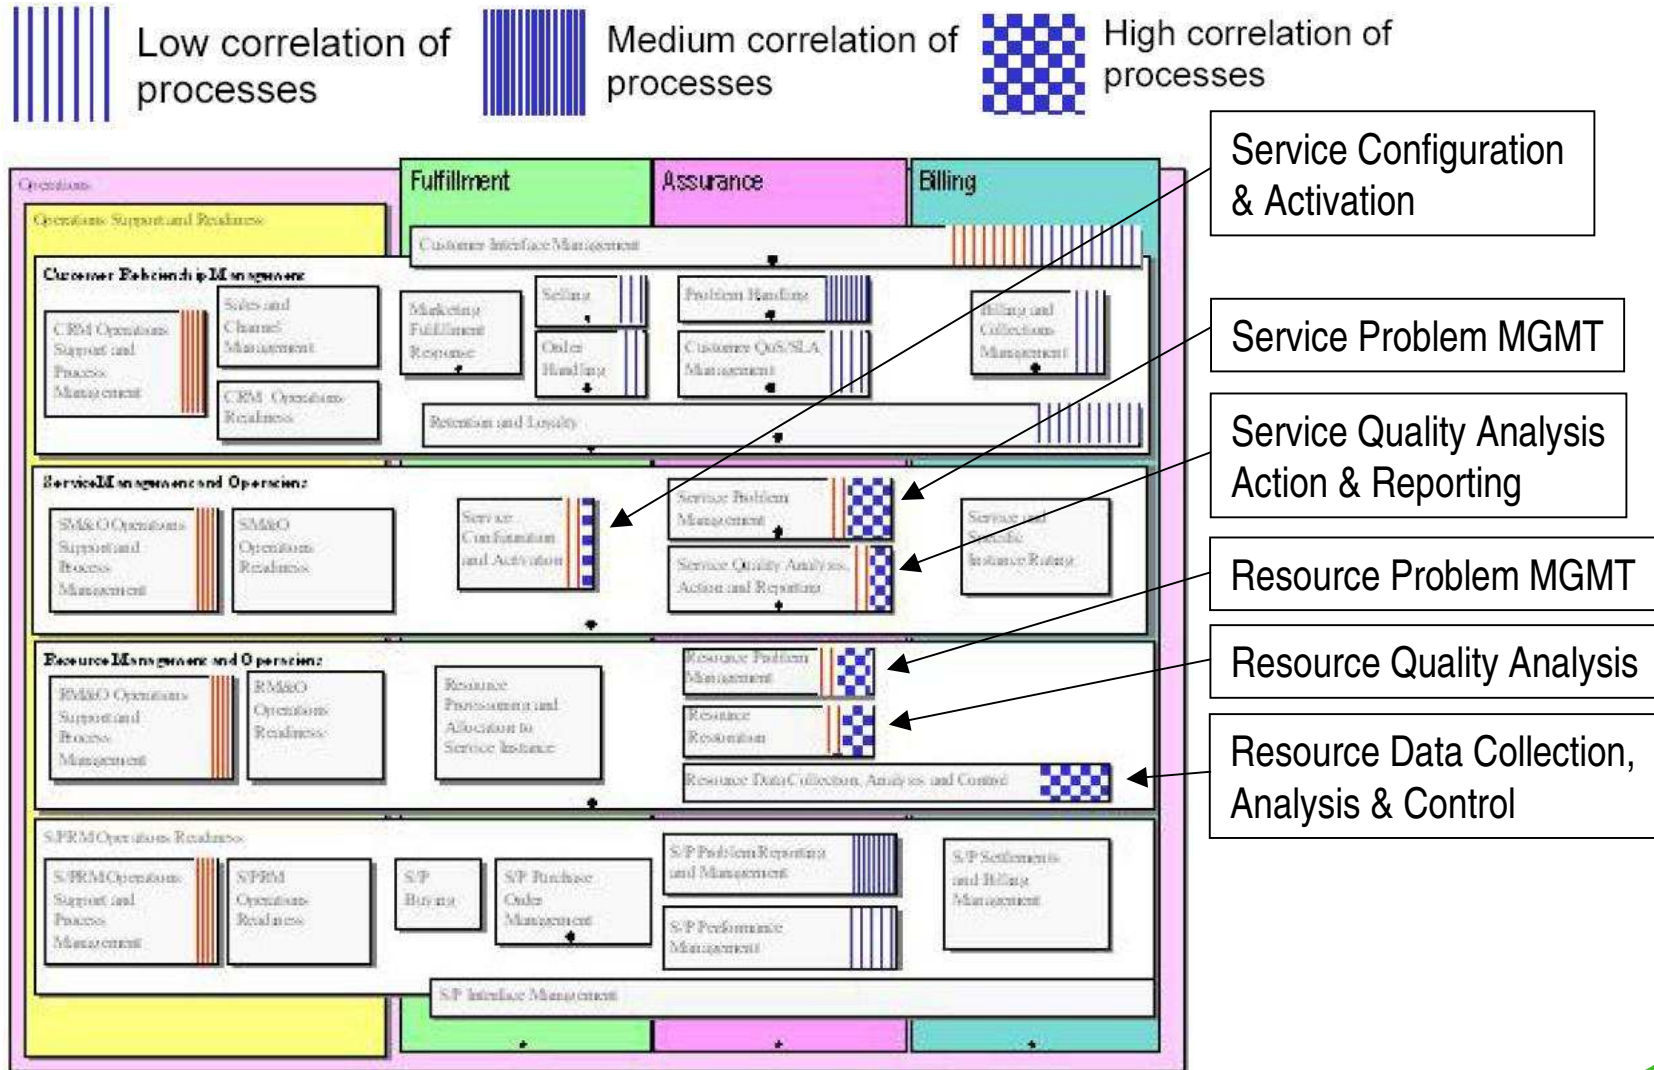 Low correlation of
processes
Medium correlation of
processes
High correlation of
processes
Operations
Fulfillment
Assurance
Billing
Operations Support and Readiness
Customer Interface Management
Customer Relationship Management
CRM Operations
Support and
Process
Management
Sales and
Channel
Management
CRM Operations
Readiness
Marketing
Fulfillment
Response
Selling
Order
Handling
Problem Handling
Customer QoS/SLA
Management
Billing and
Collections
Management
Retention and Loyalty
Service Management and Operations
SM&O Operations
Support and
Process
Management
SM&O
Operations
Readiness
Service
Configuration
and Activation
Service Problem
Management
Service Quality Analysis,
Action and Reporting
Service and
Specific
Instance Rating
Resource Management and Operations
RM&O Operations
Support and
Process
Management
RM&O
Operations
Readiness
Resource
Provisioning and
Allocation to
Service Instance
Resource Problem
Management
Resource
Restoration
Resource Data Collection, Analysis and Control
S/PRM Operations Readiness
S/PRM Operations
Support and
Process
Management
S/PRM
Operations
Readiness
S/P
Buying
S/P Purchase
Order
Management
S/P Problem Reporting
and Management
S/P Performance
Management
S/P Settlements
and Billing
Management
S/P Interface Management
Service Configuration
& Activation
Service Problem MGMT
Service Quality Analysis
Action & Reporting
Resource Problem MGMT
Resource Quality Analysis
Resource Data Collection,
Analysis & Control